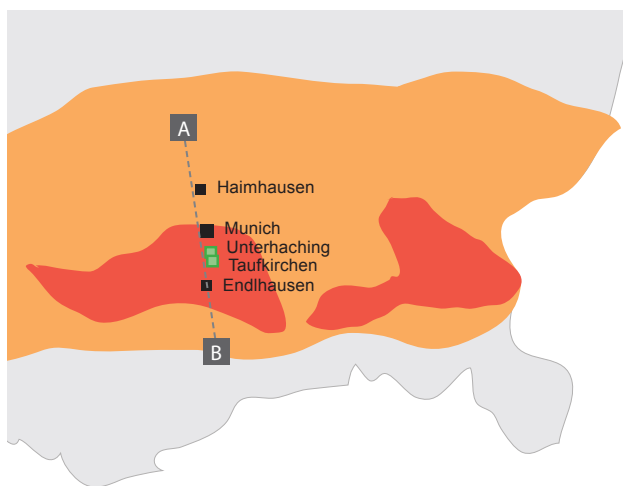 A
Haimhausen
Munich
Unterhaching
Taufkirchen
Endlhausen
B